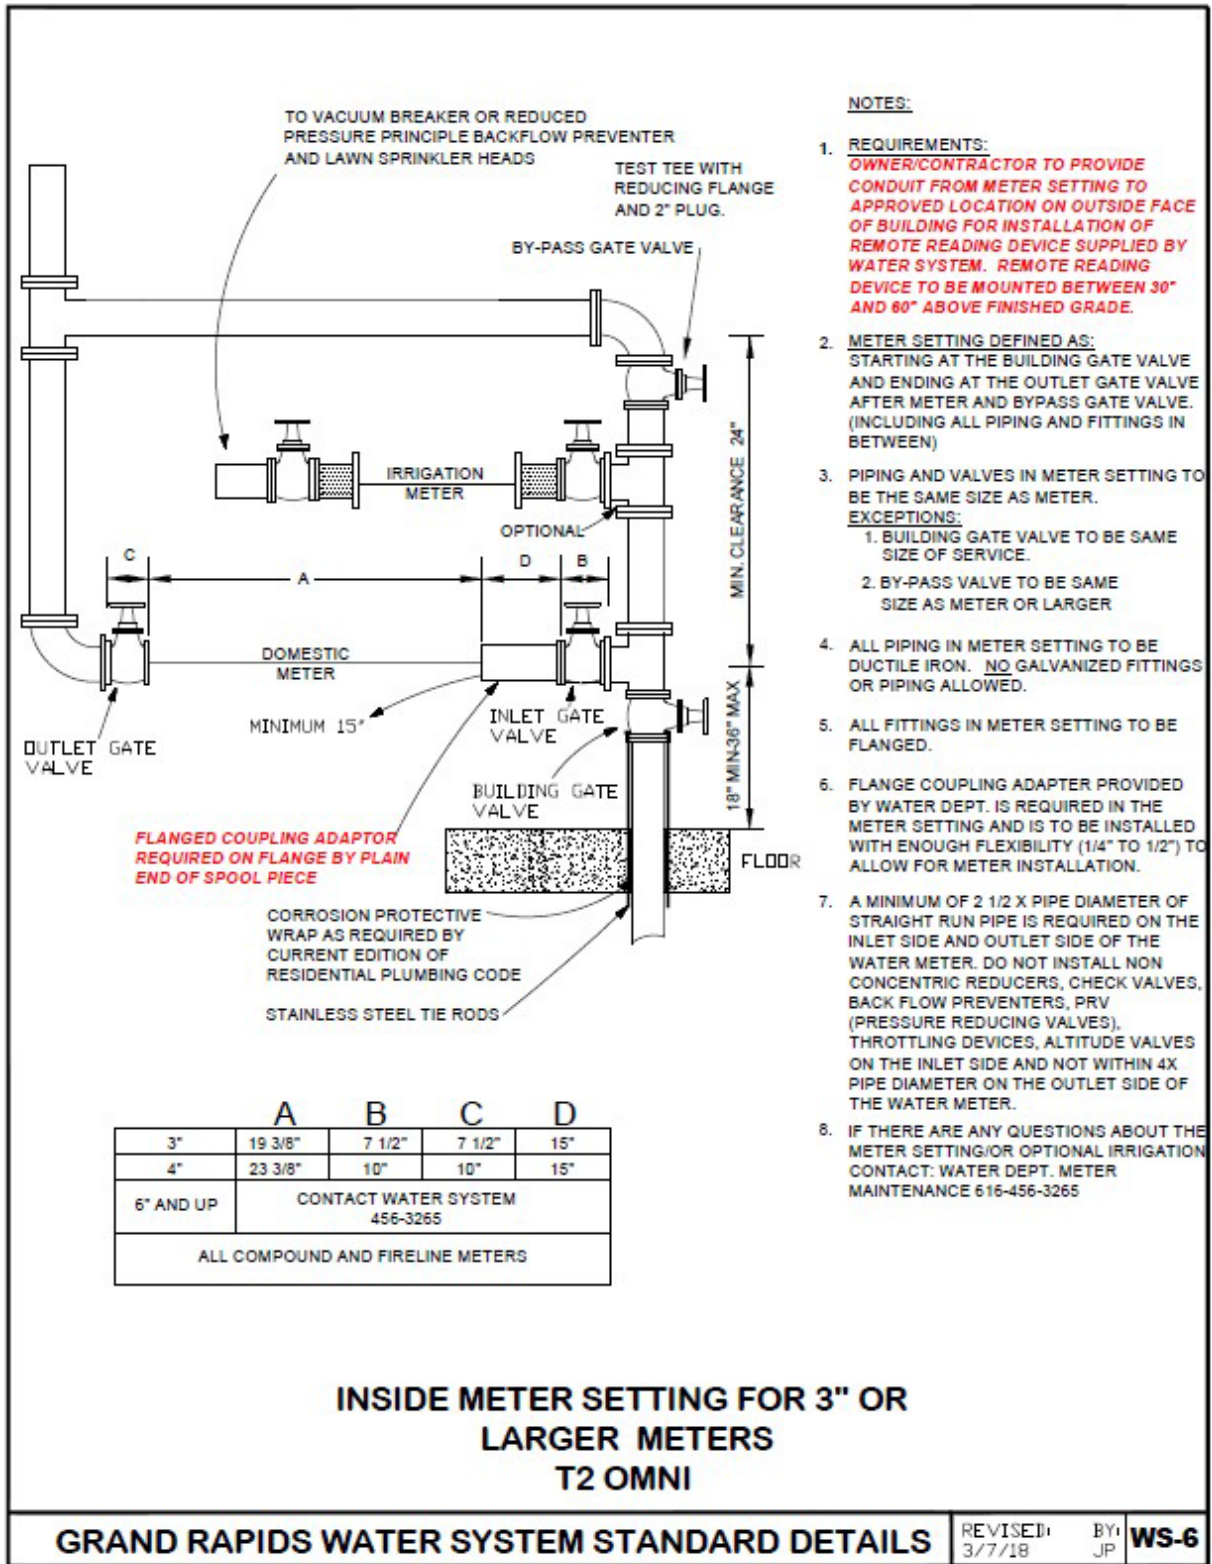 TO VACUUM BREAKER OR REDUCED
PRESSURE PRINCIPLE BACKFLOW PREVENTER
AND LAWN SPRINKLER HEADS
TEST TEE WITH
REDUCING FLANGE
AND 2" PLUG.
BY-PASS GATE VALVE
IRRIGATION
METER
OPTIONAL
MIN. CLEARANCE 24"
C
A
D
B
DOMESTIC
METER
MINIMUM 15"
INLET GATE
VALVE
OUTLET GATE
VALVE
BUILDING GATE
VALVE
18" MIN-36" MAX
FLANGED COUPLING ADAPTOR
REQUIRED ON FLANGE BY PLAIN
END OF SPOOL PIECE
FLOOR
CORROSION PROTECTIVE
WRAP AS REQUIRED BY
CURRENT EDITION OF
RESIDENTIAL PLUMBING CODE
STAINLESS STEEL TIE RODS
NOTES:
1. REQUIREMENTS:
OWNER/CONTRACTOR TO PROVIDE
CONDUIT FROM METER SETTING TO
APPROVED LOCATION ON OUTSIDE FACE
OF BUILDING FOR INSTALLATION OF
REMOTE READING DEVICE SUPPLIED BY
WATER SYSTEM. REMOTE READING
DEVICE TO BE MOUNTED BETWEEN 30"
AND 60" ABOVE FINISHED GRADE.
2. METER SETTING DEFINED AS:
STARTING AT THE BUILDING GATE VALVE
AND ENDING AT THE OUTLET GATE VALVE
AFTER METER AND BYPASS GATE VALVE.
(INCLUDING ALL PIPING AND FITTINGS IN
BETWEEN)
3. PIPING AND VALVES IN METER SETTING TO
BE THE SAME SIZE AS METER.
EXCEPTIONS:
1. BUILDING GATE VALVE TO BE SAME
SIZE OF SERVICE.
2. BY-PASS VALVE TO BE SAME
SIZE AS METER OR LARGER
4. ALL PIPING IN METER SETTING TO BE
DUCTILE IRON. NO GALVANIZED FITTINGS
OR PIPING ALLOWED.
5. ALL FITTINGS IN METER SETTING TO BE
FLANGED.
6. FLANGE COUPLING ADAPTER PROVIDED
BY WATER DEPT. IS REQUIRED IN THE
METER SETTING AND IS TO BE INSTALLED
WITH ENOUGH FLEXIBILITY (1/4" TO 1/2") TO
ALLOW FOR METER INSTALLATION.
7. A MINIMUM OF 2 1/2 X PIPE DIAMETER OF
STRAIGHT RUN PIPE IS REQUIRED ON THE
INLET SIDE AND OUTLET SIDE OF THE
WATER METER. DO NOT INSTALL NON
CONCENTRIC REDUCERS, CHECK VALVES,
BACK FLOW PREVENTERS, PRV
(PRESSURE REDUCING VALVES),
THROTTLING DEVICES, ALTITUDE VALVES
ON THE INLET SIDE AND NOT WITHIN 4X
PIPE DIAMETER ON THE OUTLET SIDE OF
THE WATER METER.
8. IF THERE ARE ANY QUESTIONS ABOUT THE
METER SETTING/OR OPTIONAL IRRIGATION
CONTACT: WATER DEPT. METER
MAINTENANCE 616-456-3265
A B C D
3" 19 3/8" 7 1/2" 7 1/2" 15"
4" 23 3/8" 10" 10" 15"
6" AND UP CONTACT WATER SYSTEM
456-3265
ALL COMPOUND AND FIRELINE METERS
INSIDE METER SETTING FOR 3" OR
LARGER METERS
T2 OMNI
GRAND RAPIDS WATER SYSTEM STANDARD DETAILS
REVISED: BY:
3/7/18 JP
WS-6